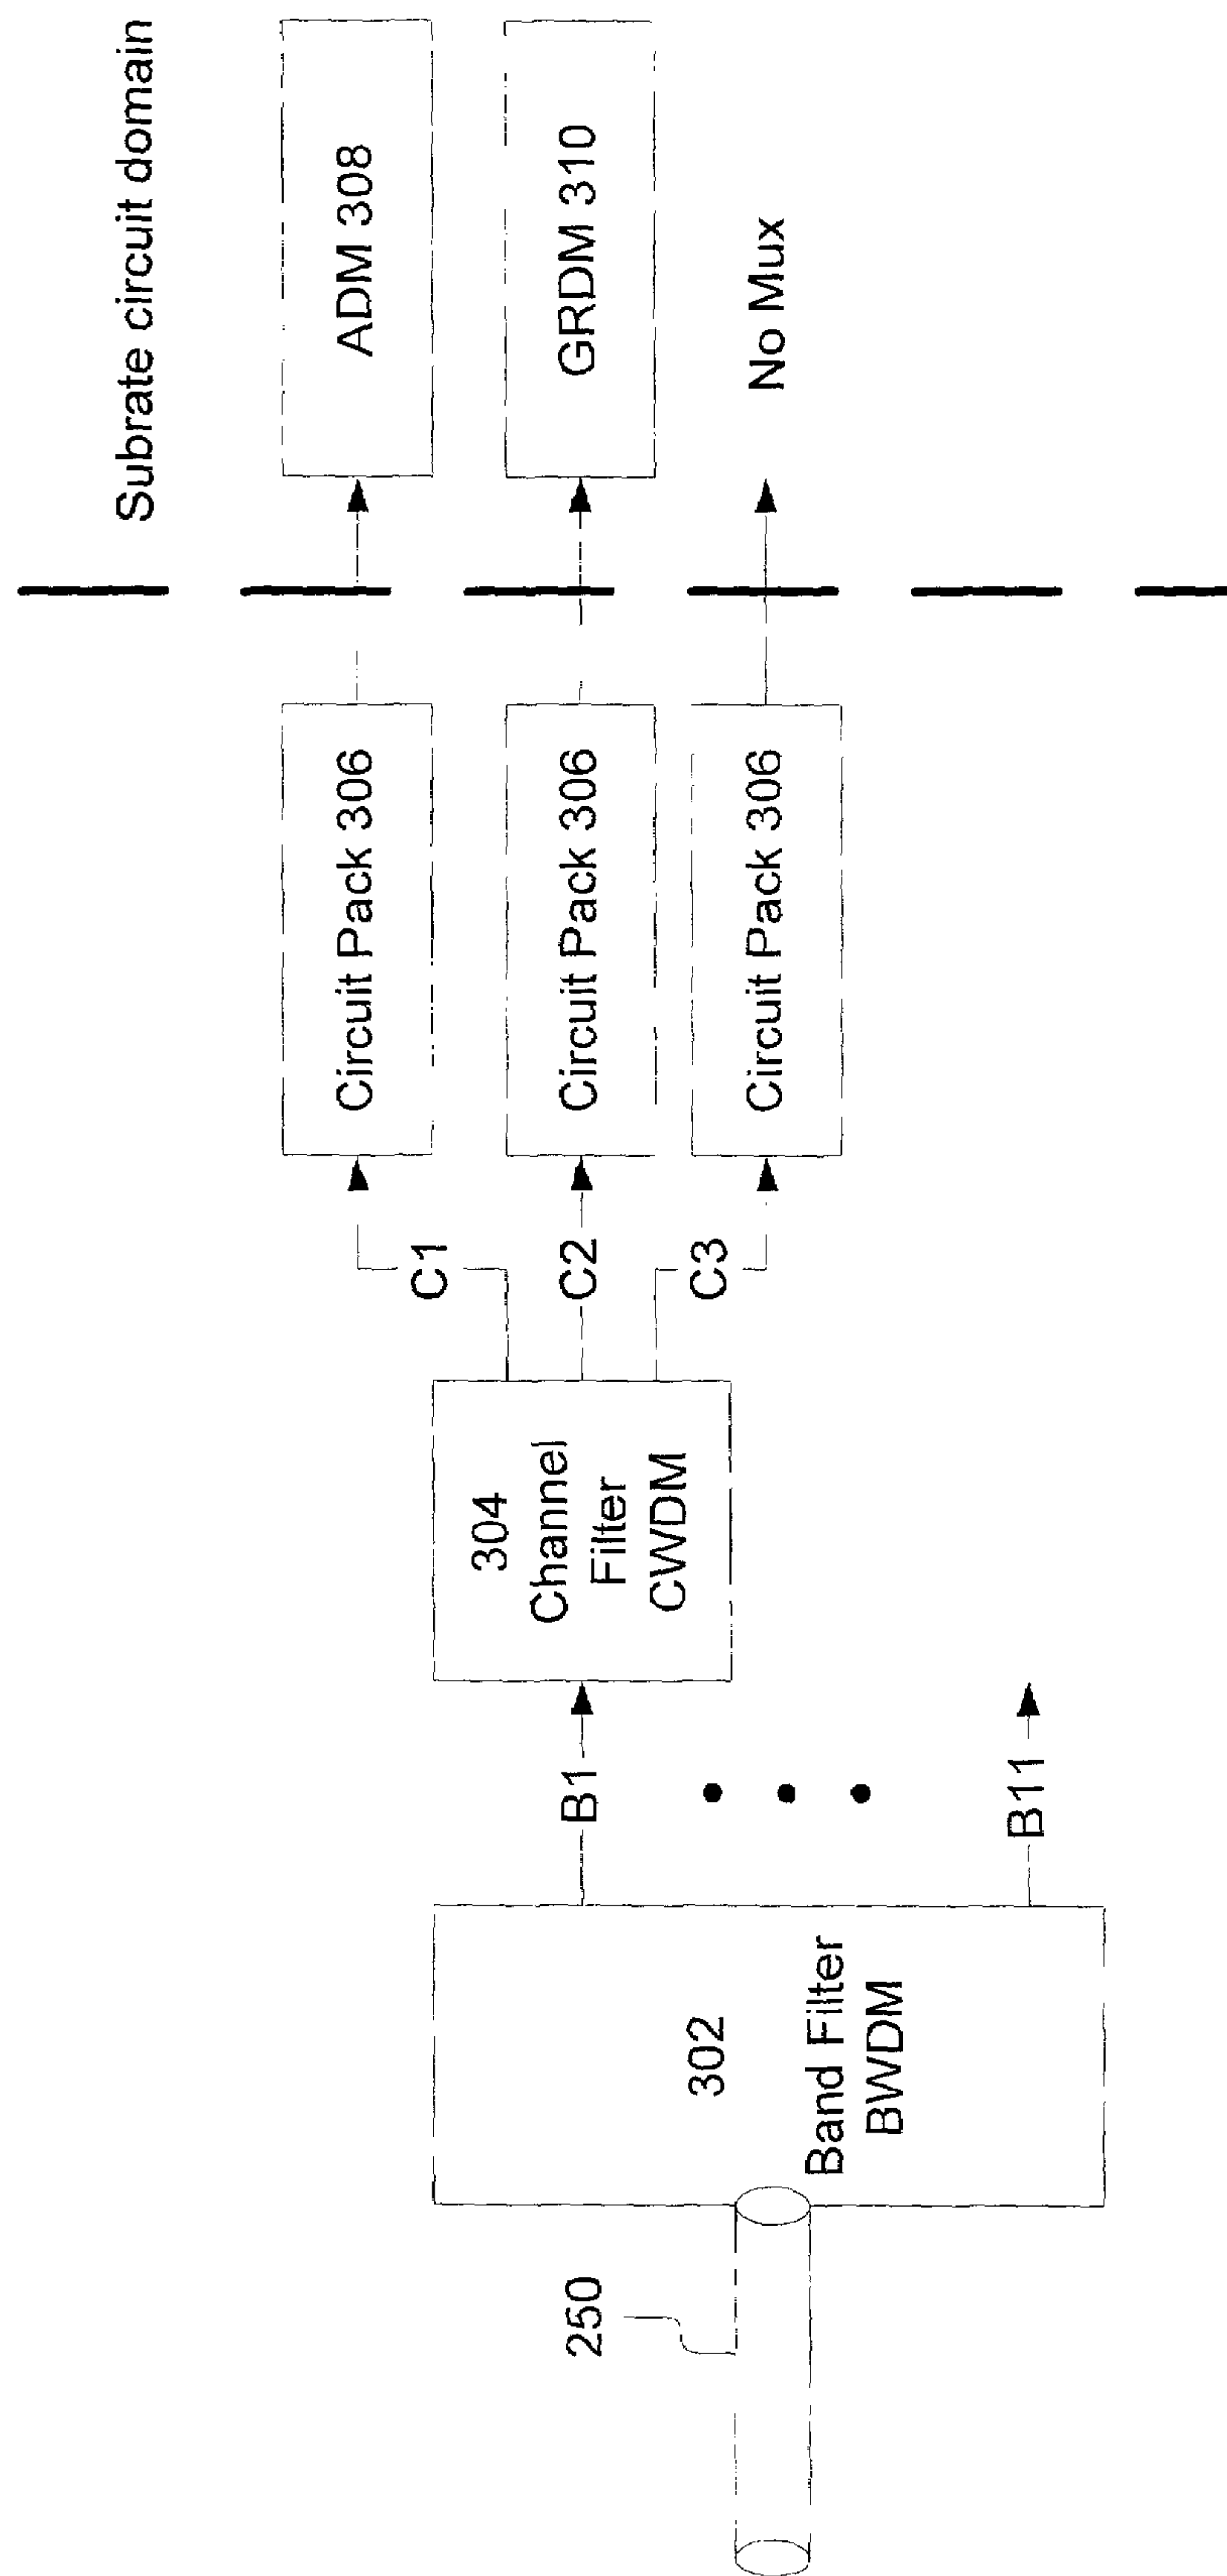 Subrate circuit domain
250
302
Band Filter
BWDM
B1
B11
304
Channel
Filter
CWDM
C1
C2
C3
Circuit Pack 306
Circuit Pack 306
Circuit Pack 306
ADM 308
GRDM 310
No Mux